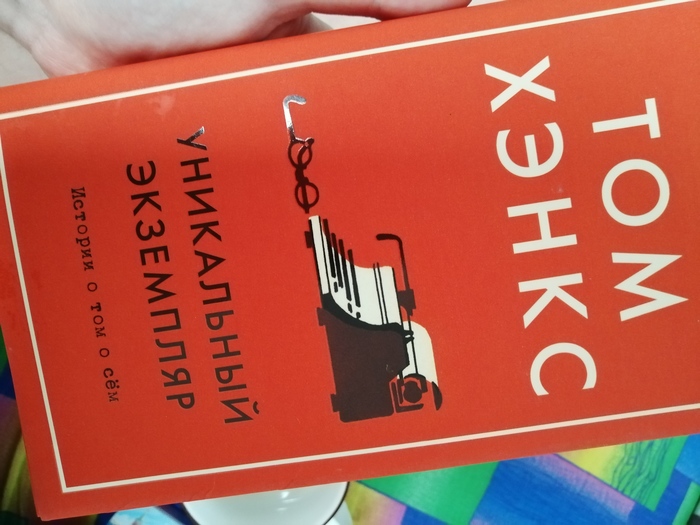 ТОМ
ХЭНКС
УНИКАЛЬНЫЙ
ЭКЗЕМПЛЯР
Истории о том о сём